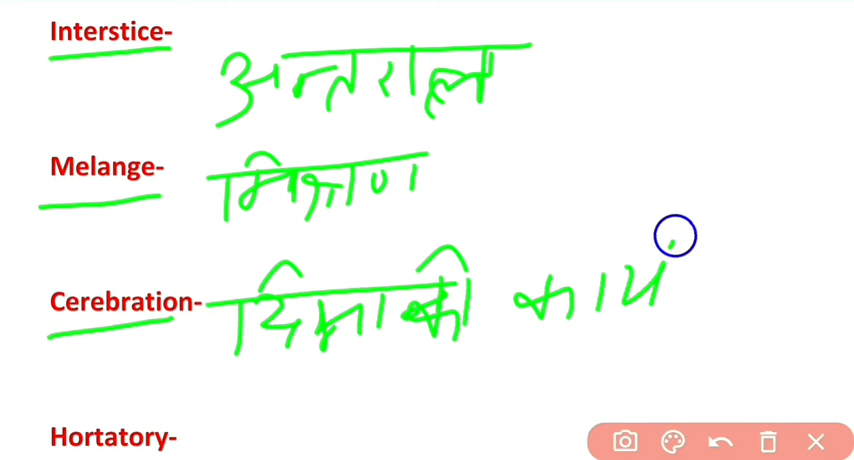 Interstice-
अन्तराल
Melange-
मिश्रण
Cerebration-
दिमाकी कार्य
Hortatory-